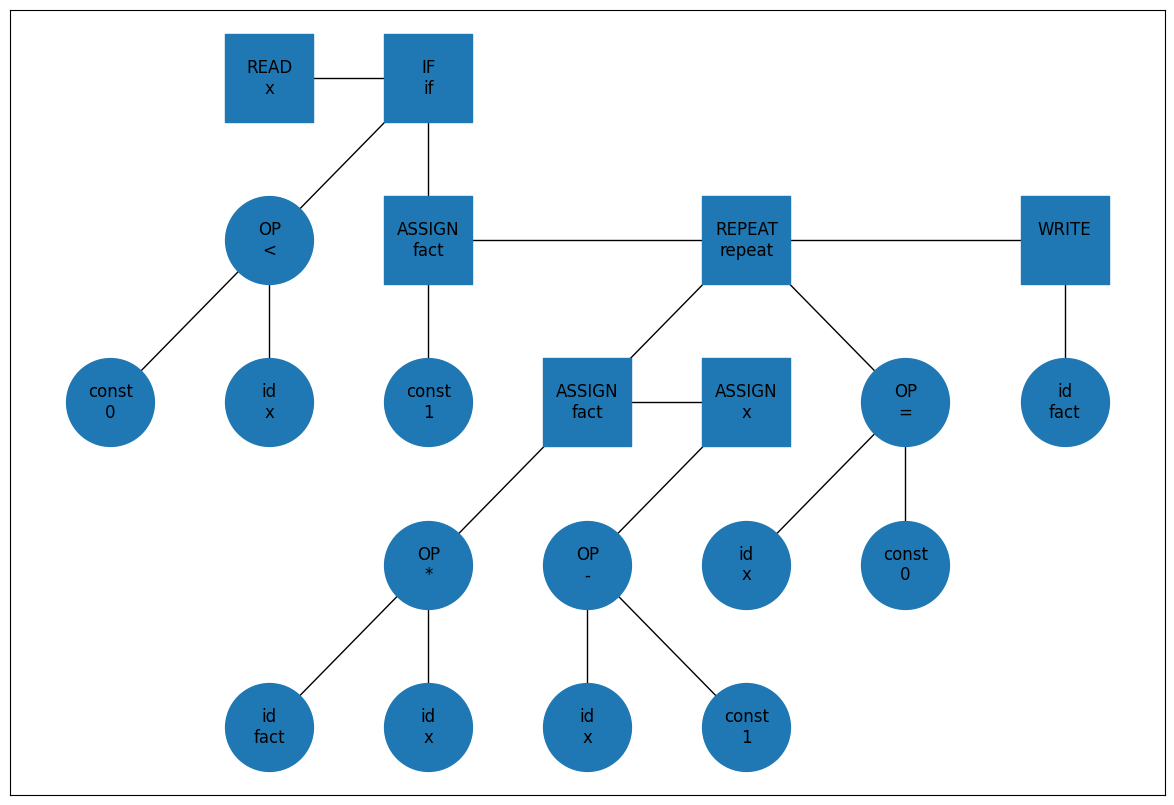 READ
x
IF
if
OP
<
ASSIGN
fact
REPEAT
repeat
WRITE
const
0
id
x
const
1
ASSIGN
fact
ASSIGN
x
OP
=
id
fact
OP
*
OP
-
id
x
const
0
id
fact
id
x
id
x
const
1